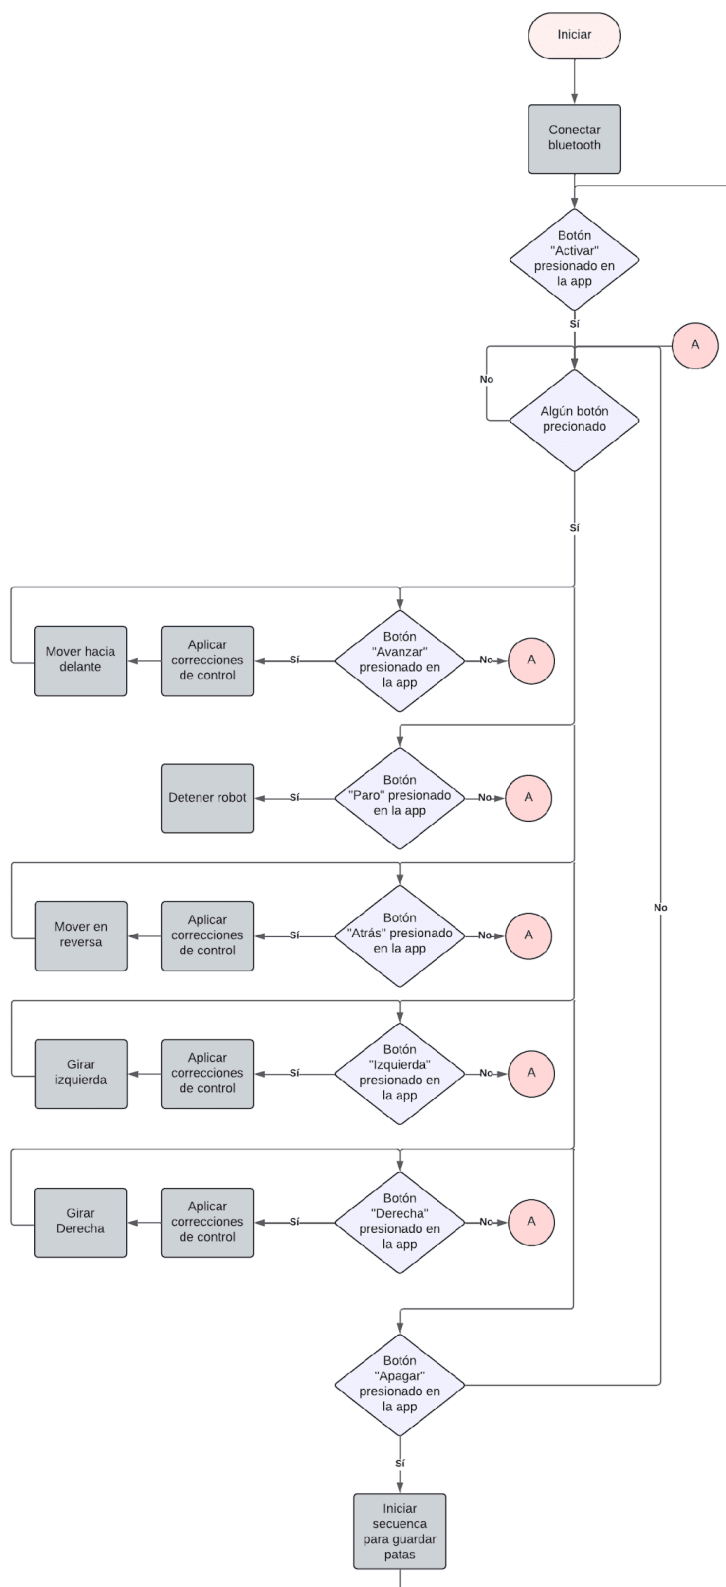 Iniciar
Conectar
bluetooth
Botón
"Activar"
presionado en
la app
Sí
A
No
Algún botón
precionado
Sí
Mover hacia
delante
Aplicar
correcciones
de control
Sí
Botón
"Avanzar"
presionado en
la app
No
A
Detener robot
Sí
Botón
"Paro" presionado
en la app
No
A
Mover en
reversa
Aplicar
correcciones
de control
Sí
Botón
"Atrás" presionado
en la app
No
A
No
Girar
izquierda
Aplicar
correcciones
de control
Sí
Botón
"Izquierda"
presionado en
la app
No
A
Girar
Derecha
Aplicar
correcciones
de control
Sí
Botón
"Derecha"
presionado en
la app
No
A
Botón
"Apagar"
presionado en
la app
Sí
Iniciar
secuenca
para guardar
patas